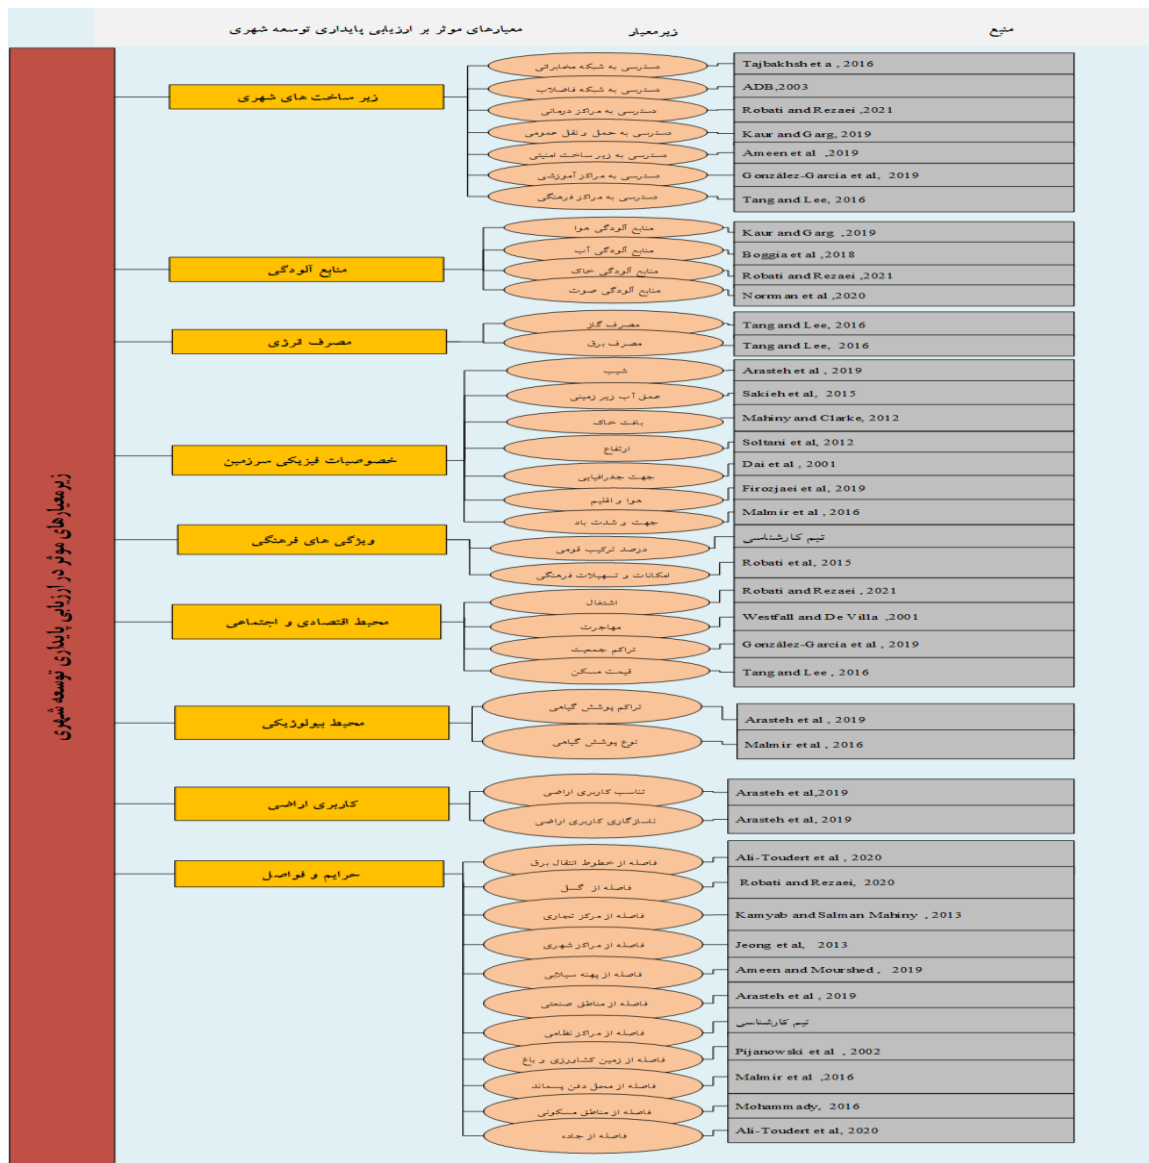 معیارهای موثر بر ارزیابی پایداری توسعه شهری زیرمعیار منبع
زیرمعیارهای موثر در ارزیابی پایداری توسعه شهری
زیر ساخت های شهری
دسترسی به شبکه مخابراتی Tajbakhsh et a , 2016
دسترسی به شبکه فاضلاب ADB,2003
دسترسی به مراکز درمانی Robati and Rezaei ,2021
دسترسی به حمل و نقل عمومی Kaur and Garg, 2019
دسترسی به زیر ساخت امنیتی Ameen et al ,2019
دسترسی به مراکز آموزشی González-Garcia et al, 2019
دسترسی به مراکز فرهنگی Tang and Lee, 2016
منابع آلودگی
منابع آلودگی هوا Kaur and Garg ,2019
منابع آلودگی آب Boggia et al ,2018
منابع آلودگی خاک Robati and Rezaei ,2021
منابع آلودگی صوت Norrman et al ,2020
مصرف انرژی
مصرف گاز Tang and Lee, 2016
مصرف برق Tang and Lee, 2016
خصوصیات فیزیکی سرزمین
شیب Arasteh et al , 2019
عمق آب زیر زمینی Sakieh et al, 2015
بافت خاک Mahiny and Clarke, 2012
ارتفاع Soltani et al, 2012
جهت جغرافیایی Dai et al , 2001
هوا و اقلیم Firozjaei et al, 2019
جهت و شدت باد Malmir et al , 2016
ویژگی های فرهنگی
درصد ترکیب قومی تیم کارشناسی
امکانات و تسهیلات فرهنگی Robati et al, 2015
محیط اقتصادی و اجتماعی
اشتغال Robati and Rezaei , 2021
مهاجرت Westfall and De Villa ,2001
تراکم جمعیت González-Garcia et al , 2019
قیمت مسکن Tang and Lee , 2016
محیط بیولوژیکی
تراکم پوشش گیاهی Arasteh et al , 2019
نوع پوشش گیاهی Malmir et al, 2016
کاربری اراضی
تناسب کاربری اراضی Arasteh et al,2019
ناسازگاری کاربری اراضی Arasteh et al, 2019
حرایم و فواصل
فاصله از خطوط انتقال برق Ali-Toudert et al , 2020
فاصله از گسل Robati and Rezaei, 2020
فاصله از مرکز تجاری Kamyab and Salman Mahiny , 2013
فاصله از مراکز شهری Jeong et al, 2013
فاصله از پهنه سیلابی Ameen and Mourshed , 2019
فاصله از مناطق صنعتی Arasteh et al , 2019
فاصله از مراکز نظامی تیم کارشناسی
فاصله از زمین کشاورزی و باغ Pijanowski et al , 2002
فاصله از محل دفن پسماند Malmir et al ,2016
فاصله از مناطق مسکونی Mohammady, 2016
فاصله از جاده Ali-Toudert et al, 2020